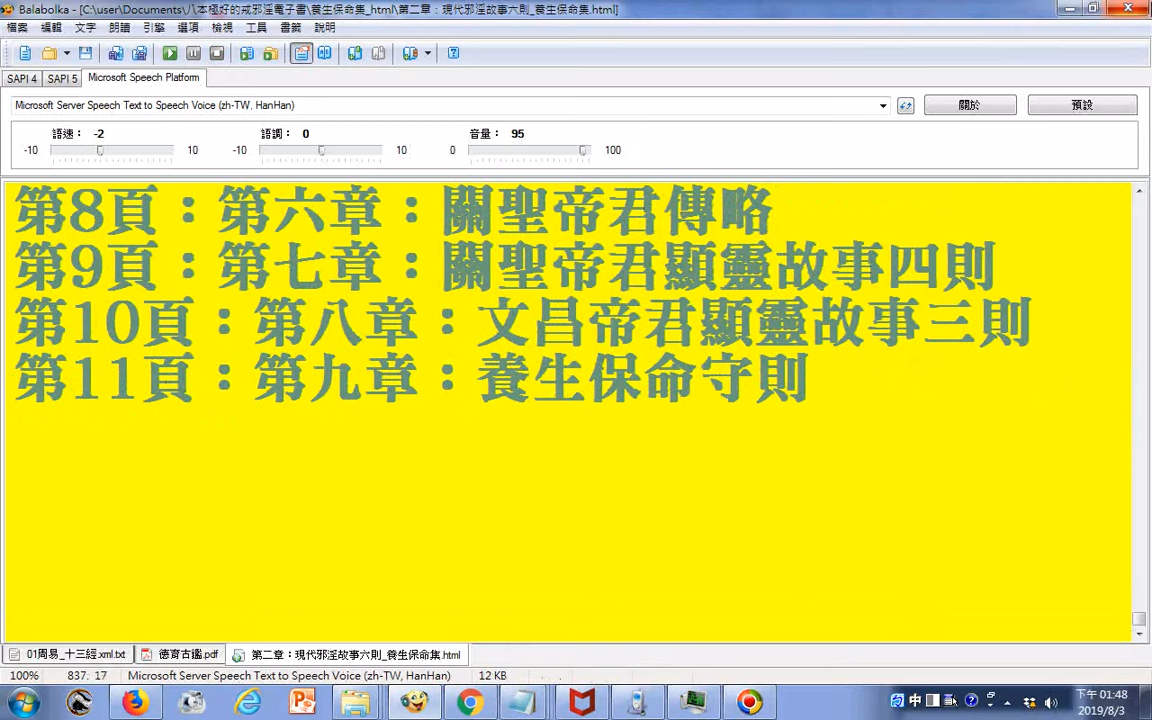 Balabolka - [C:\user\Documents\八本極好的戒邪淫電子書\養生保命集_html\第二章：現代邪淫故事六則_養生保命集.html]
檔案 編輯 文字 朗讀 引擎 選項 檢視 工具 書籤 說明
SAPI 4 SAPI 5 Microsoft Speech Platform
Microsoft Server Speech Text to Speech Voice (zh-TW, HanHan) 關於 預設
語速： -2 語調： 0 音量： 95
-10 10 -10 10 0 100
第8頁：第六章：關聖帝君傳略
第9頁：第七章：關聖帝君顯靈故事四則
第10頁：第八章：文昌帝君顯靈故事三則
第11頁：第九章：養生保命守則
01周易_十三經.xml.txt 德育古鑑.pdf 第二章：現代邪淫故事六則_養生保命集.html
100% 837: 17 Microsoft Server Speech Text to Speech Voice (zh-TW, HanHan) 12 KB
中 下午 01:48
2019/8/3